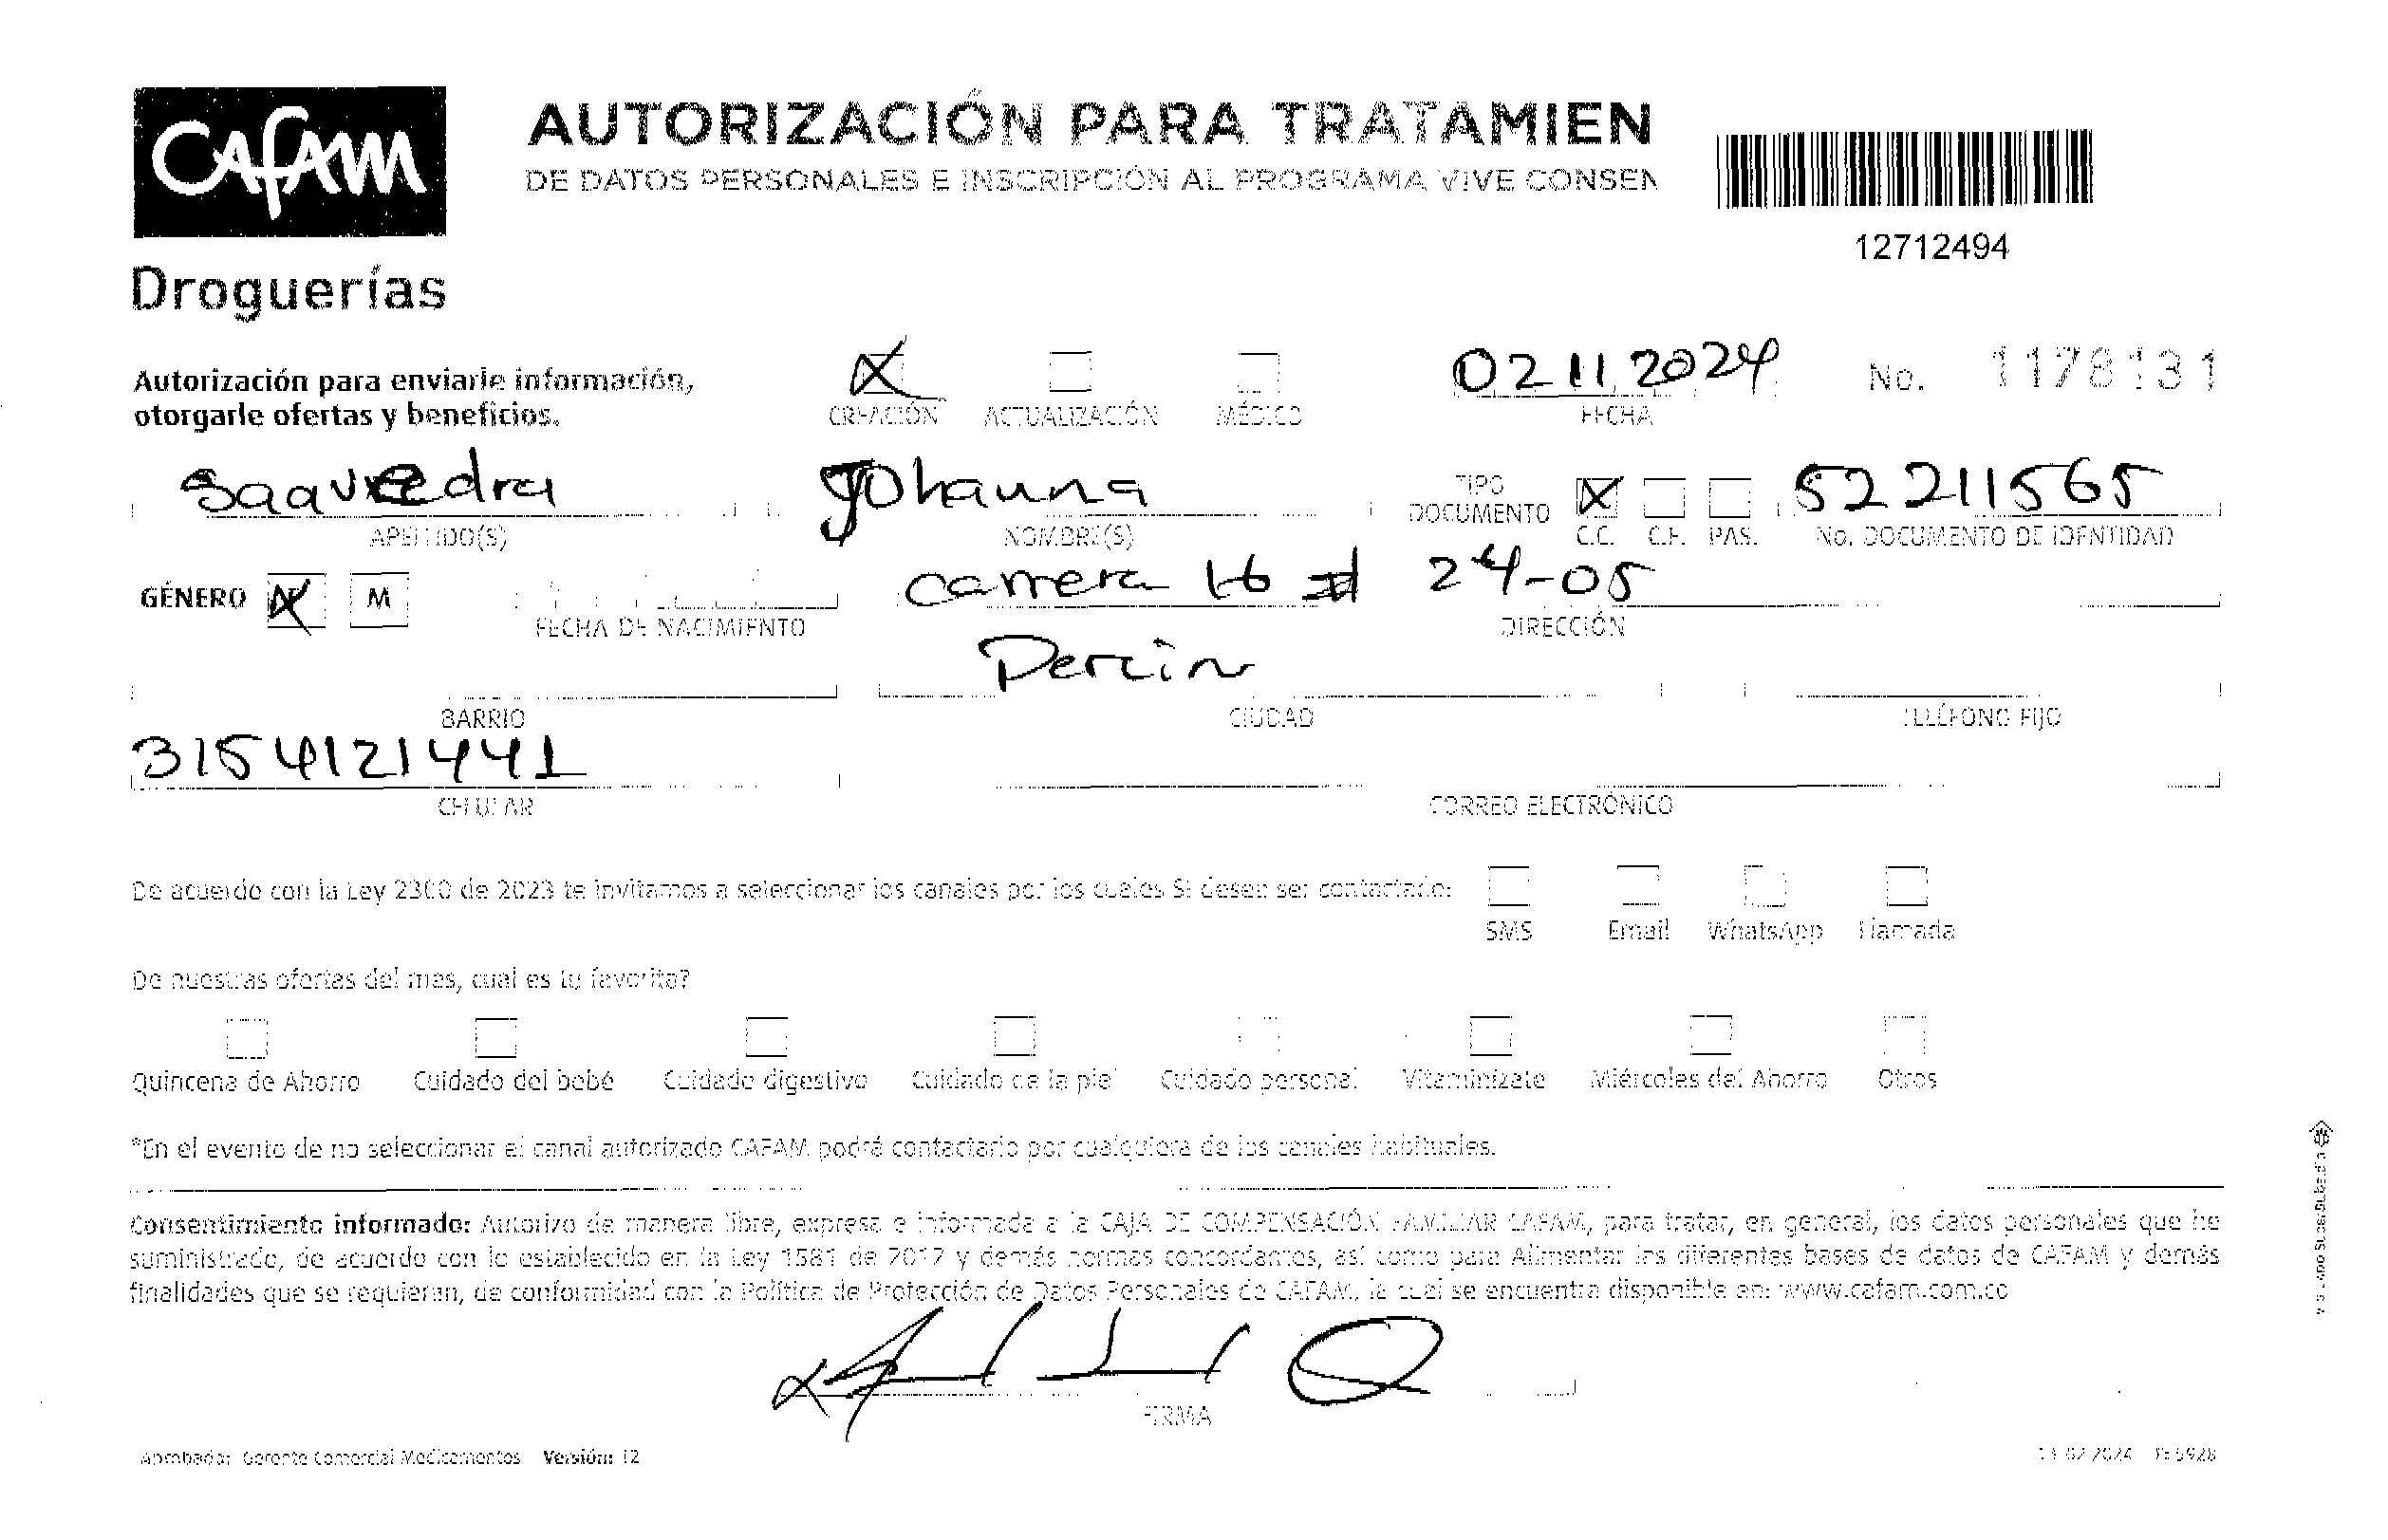 CAFAM
Droguerías
AUTORIZACIÓN PARA TRATAMIEN
DE DATOS PERSONALES E INSCRIPCIÓN AL PROGRAMA VIVE CONSEN
12712494
Autorización para enviarle información,
otorgarle ofertas y beneficios.
CREACIÓN ACTUALIZACIÓN MÉDICO
02 11 2024
FECHA
No. 1178131
Saavedra
APELLIDO(S)
Johanna
NOMBRE(S)
TIPO
DOCUMENTO
C.C. C.E. PAS.
52211565
No. DOCUMENTO DE IDENTIDAD
GÉNERO M
FECHA DE NACIMIENTO
carrera 16 # 24-05
DIRECCIÓN
BARRIO
CIUDAD
TELÉFONO FIJO
3154121441
CELULAR
CORREO ELECTRÓNICO
De acuerdo con la Ley 2300 de 2023 te invitamos a seleccionar los canales por los cuales SI deseo ser contactado:
SMS Email WhatsApp Llamada
De nuestras ofertas del mes, cual es tu favorita?
Quincena de Ahorro Cuidado del bebé Cuidado digestivo Cuidado de la piel Cuidado personal Vitaminízate Miércoles del Ahorro Otros
*En el evento de no seleccionar el canal autorizado CAFAM podrá contactarlo por cualquiera de los canales habituales.
Consentimiento informado: Autorizo de manera libre, expresa e informada a la CAJA DE COMPENSACIÓN FAMILIAR CAFAM, para tratar, en general, los datos personales que he
suministrado, de acuerdo con lo establecido en la Ley 1581 de 2012 y demás normas concordantes, así como para Alimentar las diferentes bases de datos de CAFAM y demás
finalidades que se requieran, de conformidad con la Política de Protección de Datos Personales de CAFAM, la cual se encuentra disponible en: www.cafam.com.co
FIRMA
Aprobado: Gerente Comercial Medicamentos Versión: 12